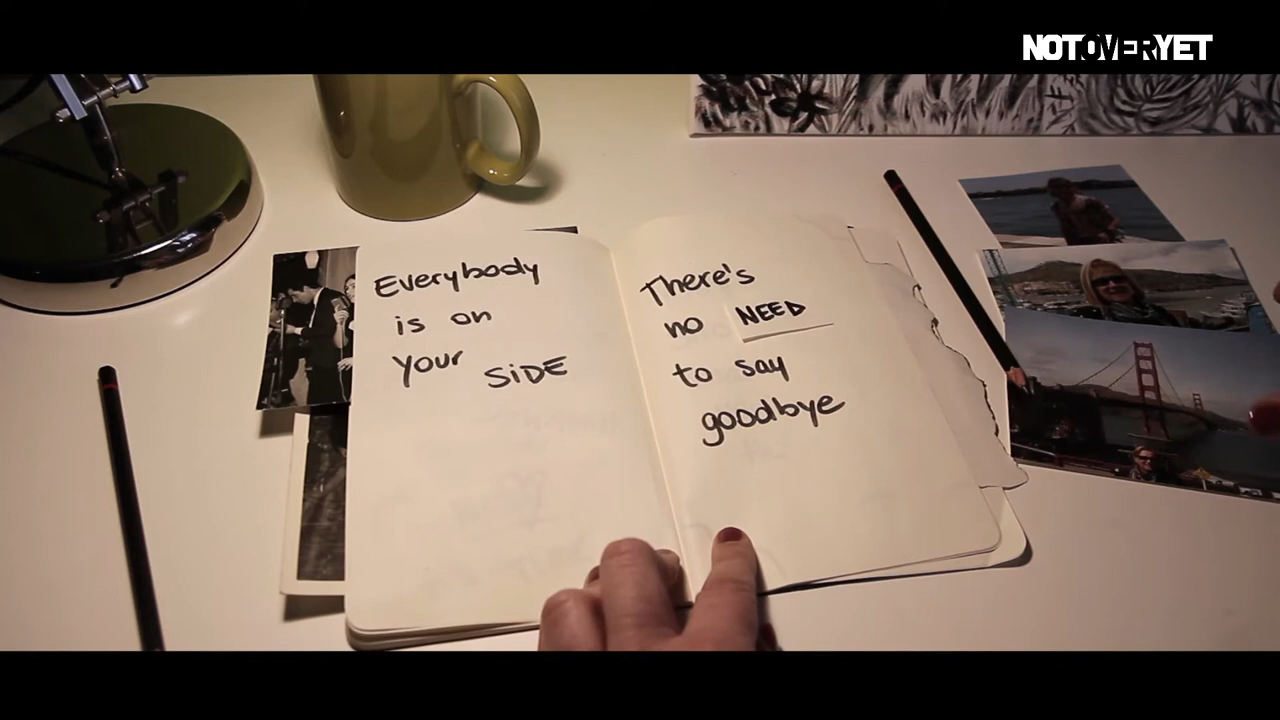 NOTOVERYET
Everybody
is on
your SiDE
There's
no NEED
to say
goodbye